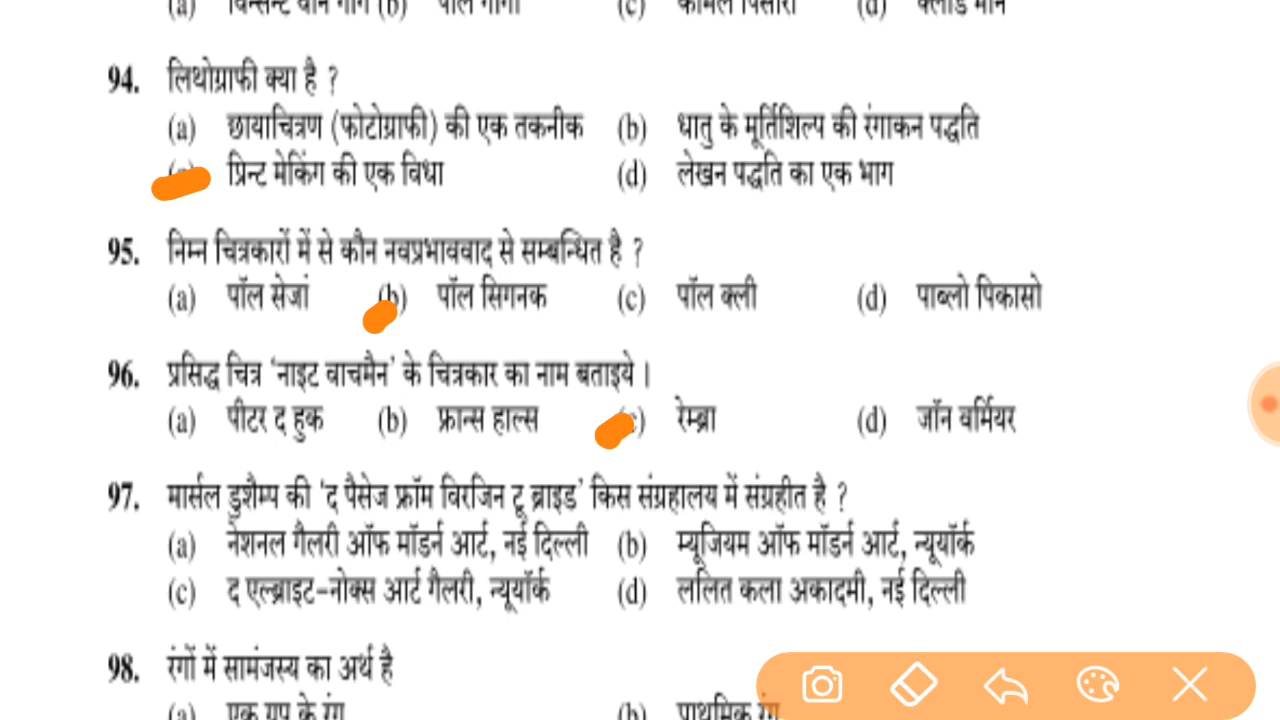 (a) विन्सेन्ट वान गॉग (b) पॉल गॉगाँ (c) कामिल पिसारो (d) क्लॉड मोने
94. लिथोग्राफी क्या है ?
(a) छायाचित्रण (फोटोग्राफी) की एक तकनीक (b) धातु के मूर्तिशिल्प की रंगाकन पद्धति
प्रिन्ट मेकिंग की एक विधा (d) लेखन पद्धति का एक भाग
95. निम्न चित्रकारों में से कौन नवप्रभाववाद से सम्बन्धित है ?
(a) पॉल सेजां (b) पॉल सिगनक (c) पॉल क्ली (d) पाब्लो पिकासो
96. प्रसिद्ध चित्र 'नाइट वाचमैन' के चित्रकार का नाम बताइये ।
(a) पीटर द हुक (b) फ्रान्स हाल्स (c) रेम्ब्रा (d) जॉन वर्मियर
97. मार्सल डुशैम्प की 'द पैसेज फ्रॉम विरजिन टू ब्राइड' किस संग्रहालय में संग्रहीत है ?
(a) नेशनल गैलरी ऑफ मॉडर्न आर्ट, नई दिल्ली (b) म्यूजियम ऑफ मॉडर्न आर्ट, न्यूयॉर्क
(c) द एल्ब्राइट-नोक्स आर्ट गैलरी, न्यूयॉर्क (d) ललित कला अकादमी, नई दिल्ली
98. रंगों में सामंजस्य का अर्थ है
(a) एक ग्रुप के रंग (b) प्राथमिक रंग